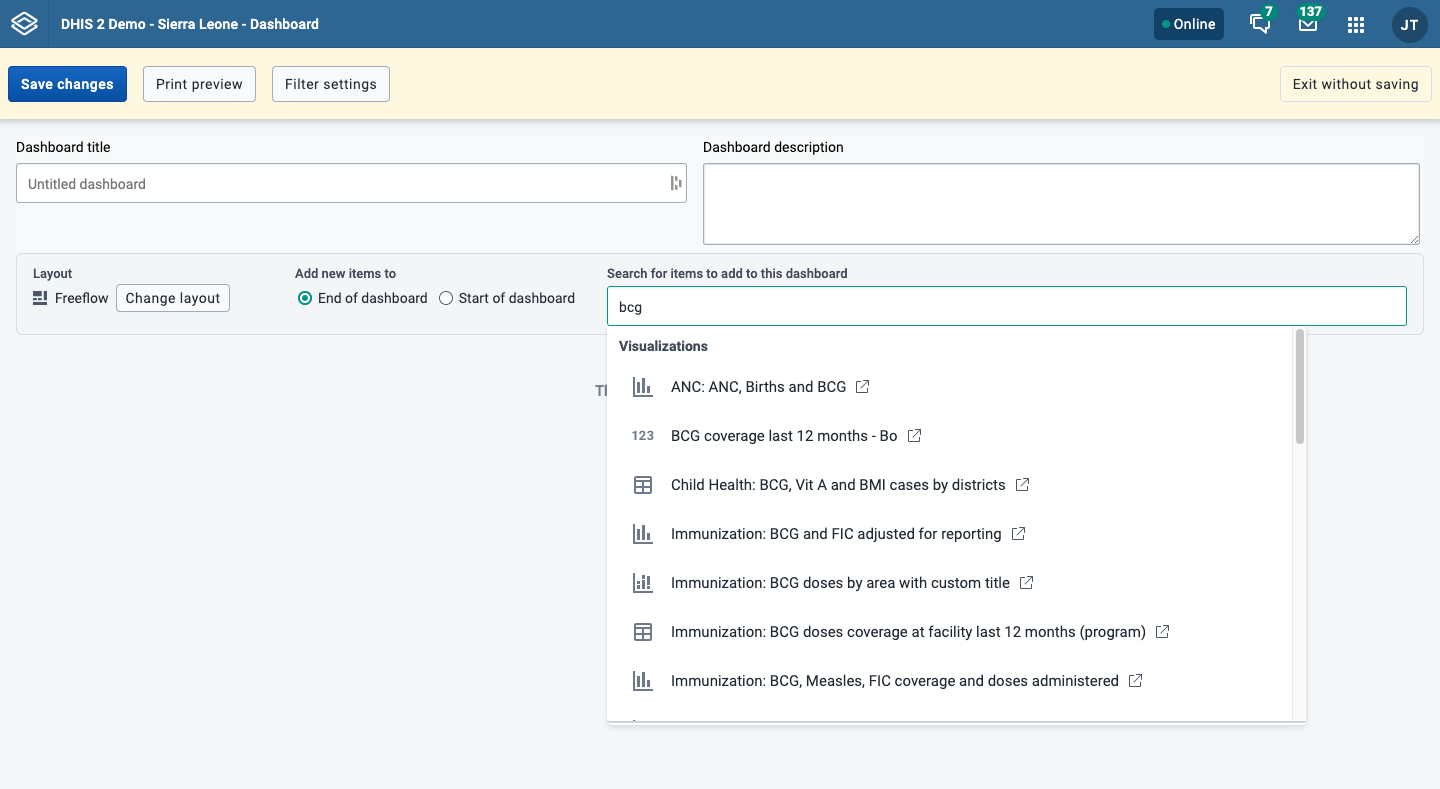 DHIS 2 Demo - Sierra Leone - Dashboard
Online
7
137
JT
Save changes
Print preview
Filter settings
Exit without saving
Dashboard title
Dashboard description
Untitled dashboard
Layout
Add new items to
Search for items to add to this dashboard
Freeflow
Change layout
End of dashboard
Start of dashboard
bcg
Visualizations
ANC: ANC, Births and BCG
123
BCG coverage last 12 months - Bo
Child Health: BCG, Vit A and BMI cases by districts
Immunization: BCG and FIC adjusted for reporting
Immunization: BCG doses by area with custom title
Immunization: BCG doses coverage at facility last 12 months (program)
Immunization: BCG, Measles, FIC coverage and doses administered